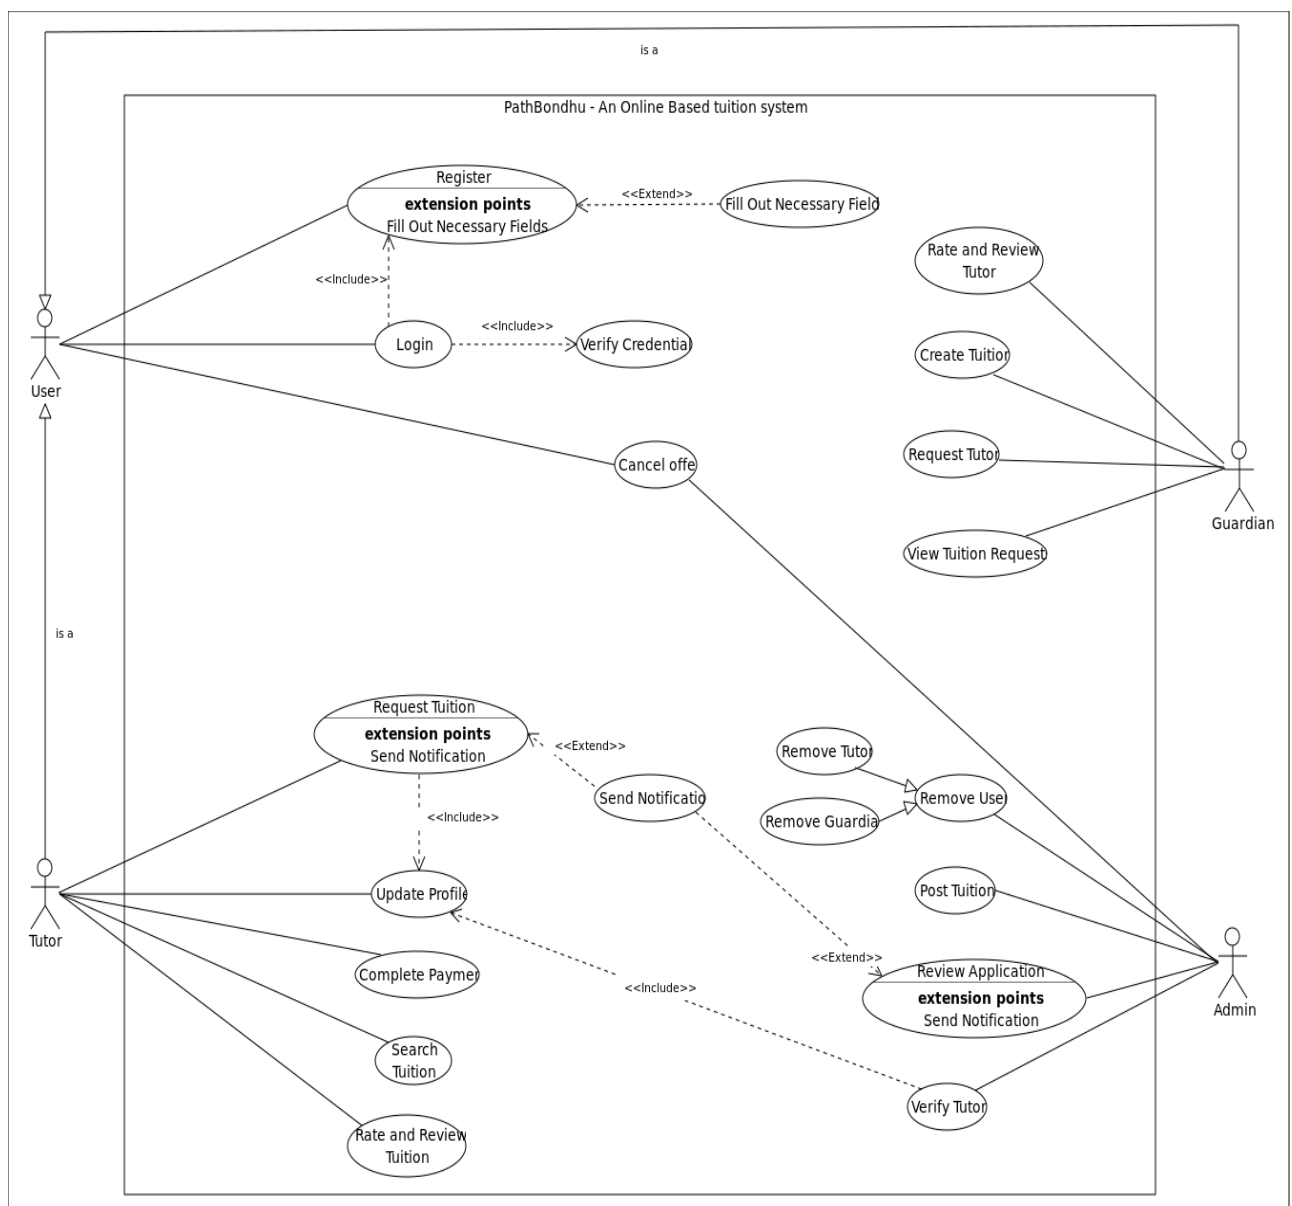 is a
PathBondhu - An Online Based tuition system
Register
extension points
Fill Out Necessary Fields
<<Extend>>
Fill Out Necessary Field
<<Include>>
Rate and Review
Tutor
Login
<<Include>>
Verify Credential
Create Tuition
User
Cancel offe
Request Tutor
Guardian
View Tuition Request
is a
Request Tuition
extension points
Send Notification
<<Extend>>
Send Notificatio
<<Include>>
Remove Tutor
Remove User
Remove Guardia
Update Profile
Post Tuition
Tutor
Complete Paymer
<<Extend>>
Review Application
extension points
Send Notification
<<Include>>
Admin
Search
Tuition
Verify Tutor
Rate and Review
Tuition